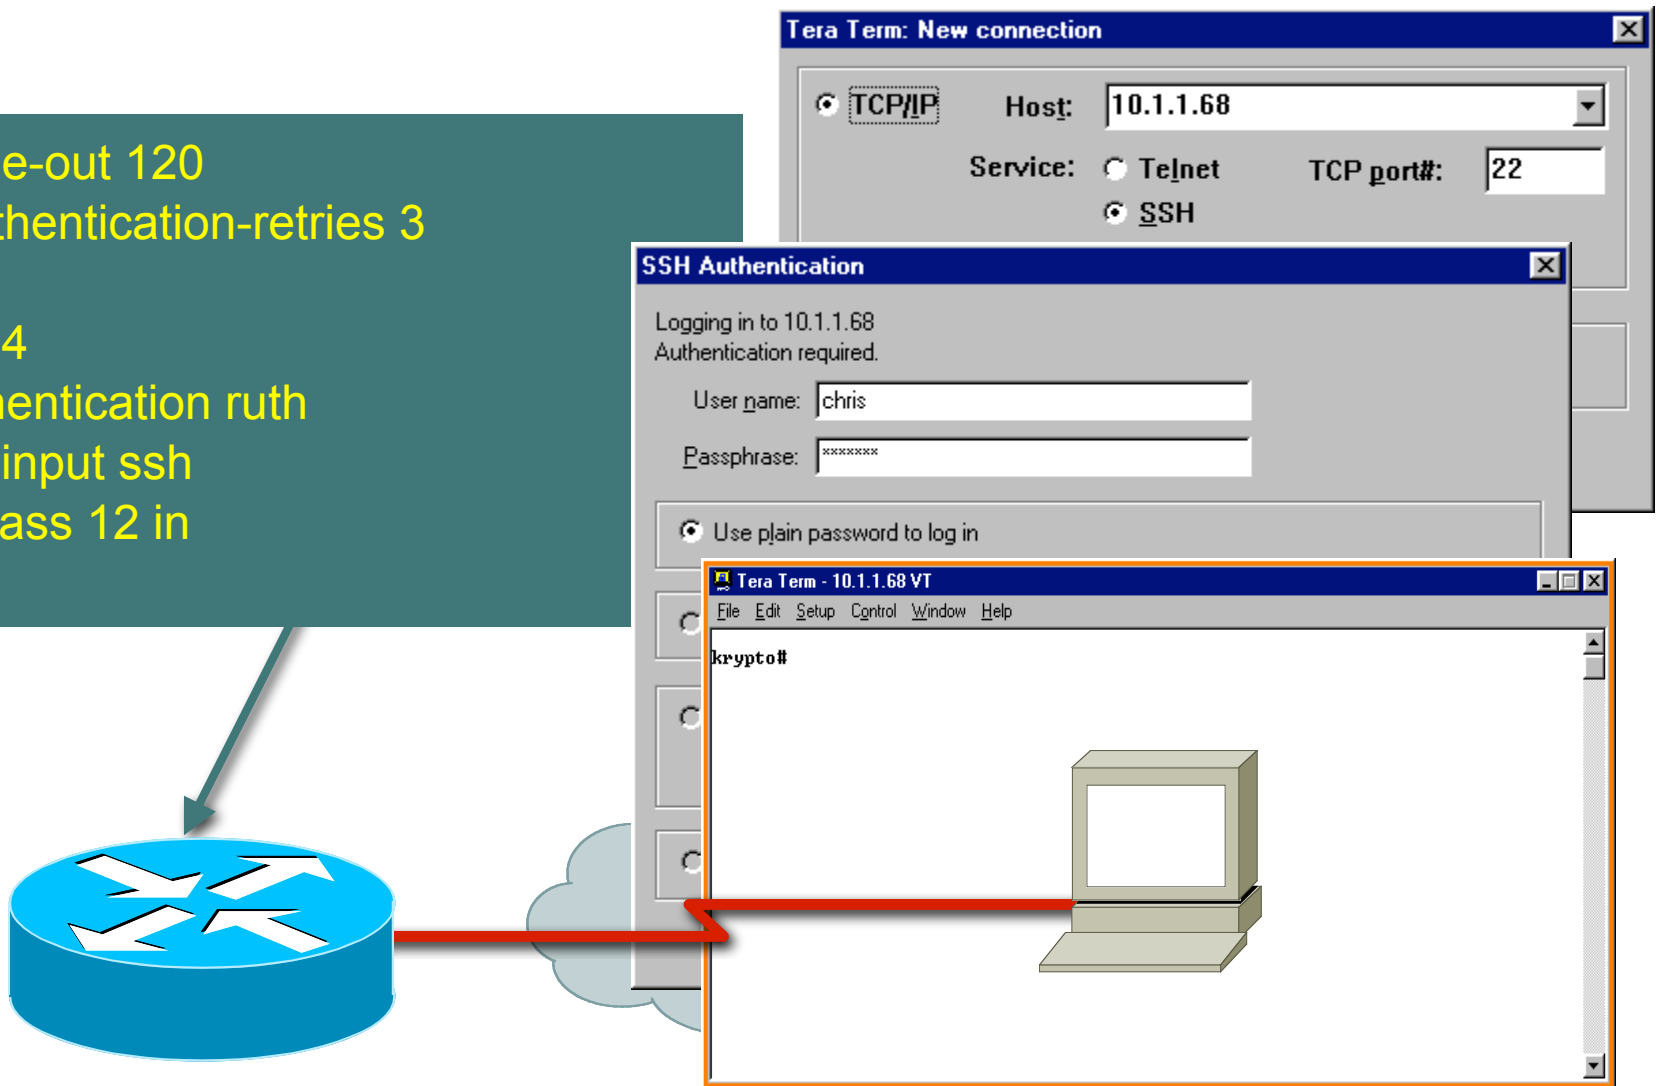 e-out 120
thentication-retries 3
4
nentication ruth
input ssh
ass 12 in
Tera Term: New connection
TCP/IP Host: 10.1.1.68
Service: Telnet TCP port#: 22
SSH
SSH Authentication
Logging in to 10.1.1.68
Authentication required.
User name: chris
Passphrase: *******
Use plain password to log in
Tera Term - 10.1.1.68 VT
File Edit Setup Control Window Help
krypto#